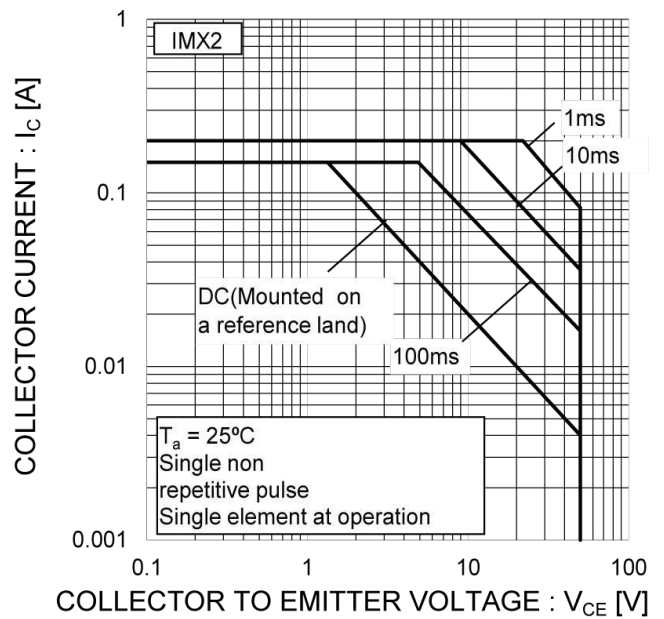 1
IMX2
1ms
10ms
0.1
COLLECTOR CURRENT : IC [A]
DC(Mounted on
a reference land)
100ms
0.01
Ta = 25ºC
Single non
repetitive pulse
Single element at operation
0.001
0.1
1
10
100
COLLECTOR TO EMITTER VOLTAGE : VCE [V]